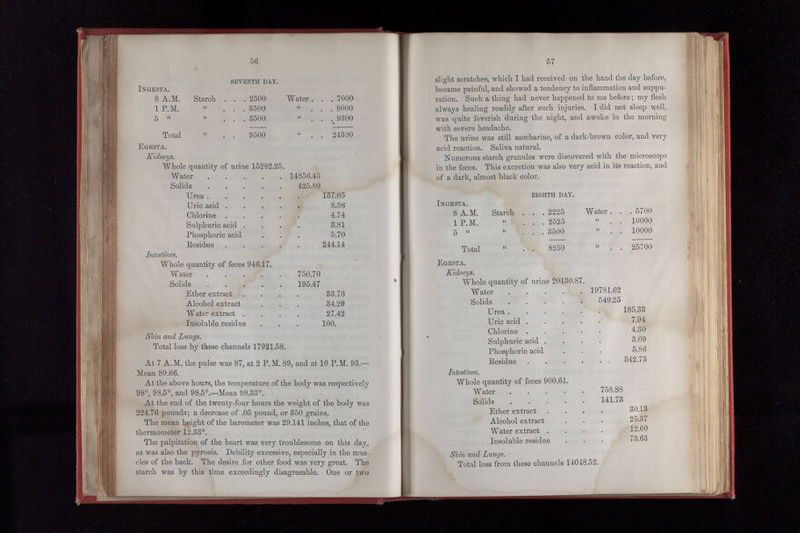 56
SEVENTH DAY.
INGESTA.
8 A.M. Starch . . . 2500 Water . . . 7000
1 P.M. " . . . 3500 " . . . 8000
5 " " . . . 3500 " . . . 9300
Total " . . 9500 " . . 24300
EGESTA.
Kidneys.
Whole quantity of urine 15282.25.
Water . . . . . 14856.45
Solids . . . . . 425.80
Urea . . . . . . 157.05
Uric acid . . . . . 8.36
Chlorine . . . . . 4.74
Sulphuric acid . . . . 3.81
Phosphoric acid . . . 5.70
Residue . . . . . 244.14
Intestines.
Whole quantity of feces 946.17.
Water . . . . . 750.70
Solids . . . . . 195.47
Ether extract . . . . 33.76
Alcohol extract . . . 34.29
Water extract . . . . 27.42
Insoluble residue . . . 100.
Skin and Lungs.
Total loss by these channels 17921.58.
At 7 A.M. the pulse was 87, at 2 P.M. 89, and at 10 P.M. 93.—
Mean 89.66.
At the above hours, the temperature of the body was respectively
98°, 98.5°, and 98.5°.—Mean 98.33°.
At the end of the twenty-four hours the weight of the body was
224.76 pounds; a decrease of .05 pound, or 350 grains.
The mean height of the barometer was 29.141 inches, that of the
thermometer 12.33°.
The palpitation of the heart was very troublesome on this day,
as was also the pyrosis. Debility excessive, especially in the mus-
cles of the back. The desire for other food was very great. The
starch was by this time exceedingly disagreeable. One or two
57
slight scratches, which I had received on the hand the day before,
became painful, and showed a tendency to inflammation and suppu-
ration. Such a thing had never happened to me before; my flesh
always healing readily after such injuries. I did not sleep well,
was quite feverish during the night, and awoke in the morning
with severe headache.
The urine was still saccharine, of a dark-brown color, and very
acid reaction. Saliva natural.
Numerous starch granules were discovered with the microscope
in the feces. This excretion was also very acid in its reaction, and
of a dark, almost black color.
EIGHTH DAY.
INGESTA.
8 A.M. Starch . . . 2225 Water . . . 5700
1 P.M. " . . . 2525 " . . 10000
5 " " . . . 3500 " . . 10000
Total " . . 8250 " . . 25700
EGESTA.
Kidneys.
Whole quantity of urine 20130.87.
Water . . . . . 19781.62
Solids . . . . . 549.25
Urea . . . . . . 185.33
Uric acid . . . . . 7.94
Chlorine . . . . . 4.30
Sulphuric acid . . . . 3.09
Phosphoric acid . . . 5.86
Residue . . . . . . 342.73
Intestines.
Whole quantity of feces 900.61.
Water . . . . . 758.88
Solids . . . . . 141.73
Ether extract . . . . 30.13
Alcohol extract . . . 25.37
Water extract . . . . 12.60
Insoluble residue . . . 73.63
Skin and Lungs.
Total loss from these channels 14048.52.